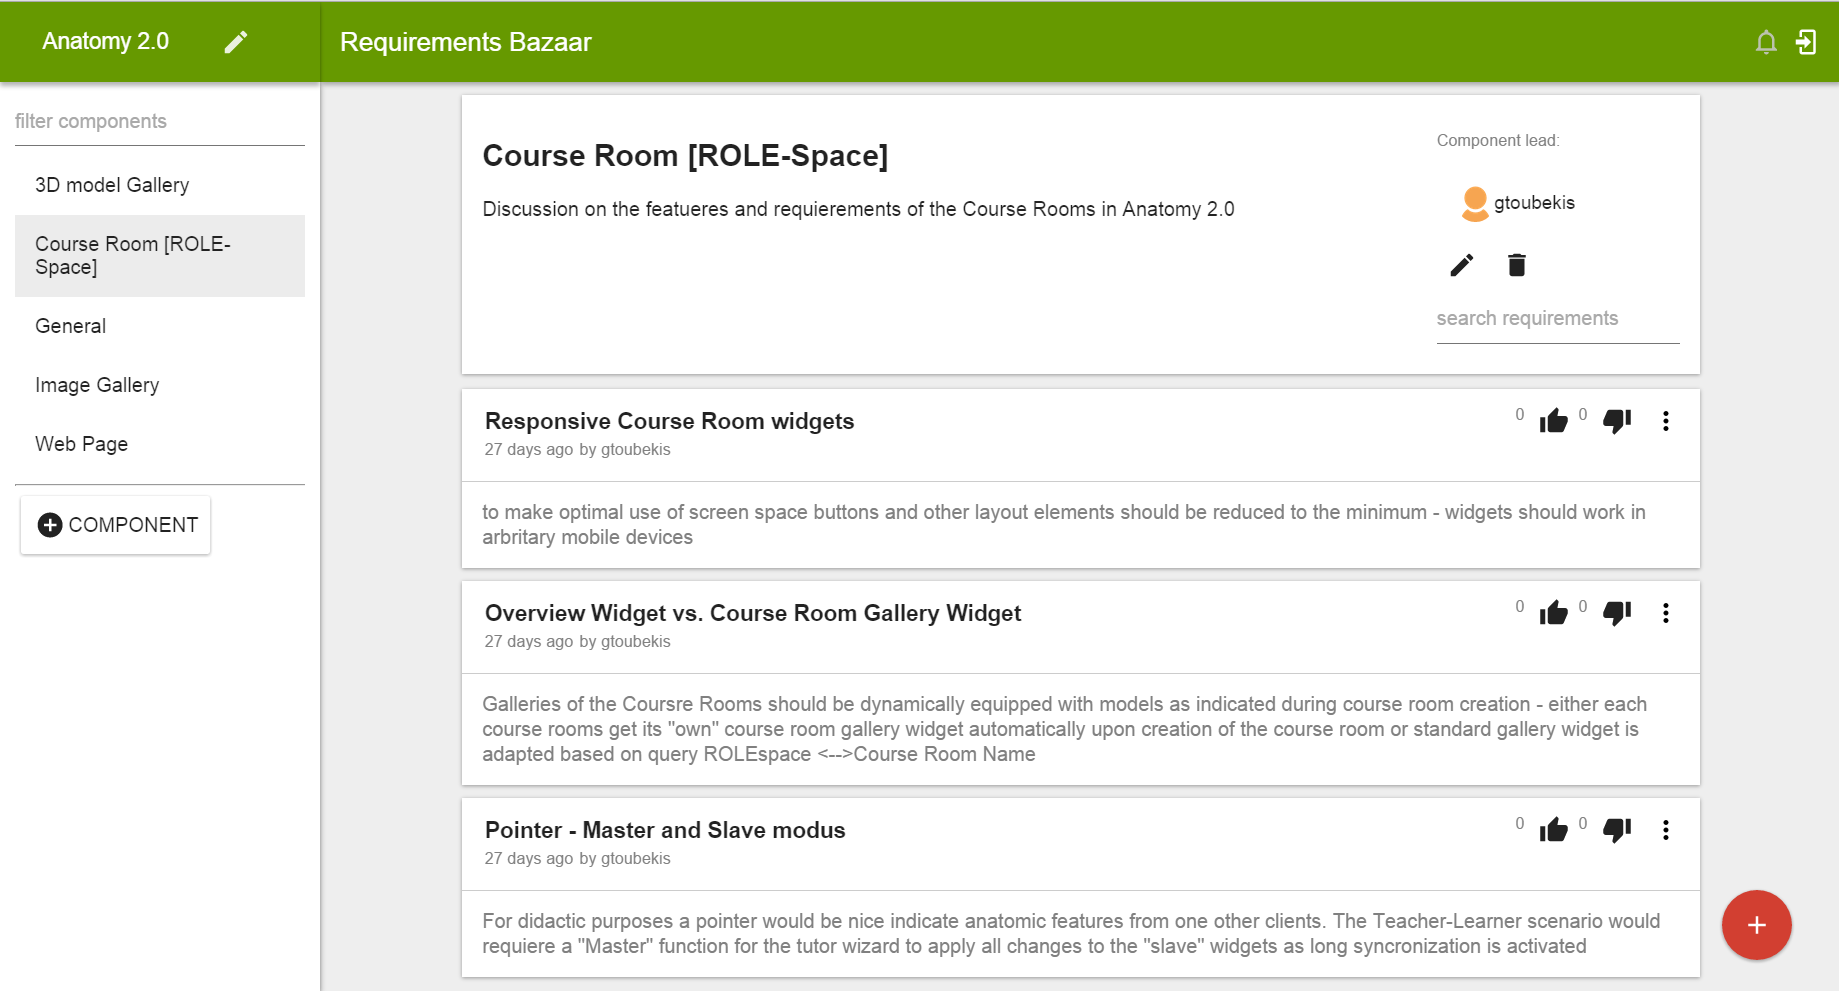 Anatomy 2.0
Requirements Bazaar
filter components
3D model Gallery
Course Room [ROLE-
Space]
General
Image Gallery
Web Page
COMPONENT
Course Room [ROLE-Space]
Discussion on the featueres and requierements of the Course Rooms in Anatomy 2.0
Component lead:
gtoubekis
search requirements
Responsive Course Room widgets
27 days ago by gtoubekis
0
0
to make optimal use of screen space buttons and other layout elements should be reduced to the minimum - widgets should work in
arbritary mobile devices
Overview Widget vs. Course Room Gallery Widget
27 days ago by gtoubekis
0
0
Galleries of the Coursre Rooms should be dynamically equipped with models as indicated during course room creation - either each
course rooms get its "own" course room gallery widget automatically upon creation of the course room or standard gallery widget is
adapted based on query ROLEspace <-->Course Room Name
Pointer - Master and Slave modus
27 days ago by gtoubekis
0
0
For didactic purposes a pointer would be nice indicate anatomic features from one other clients. The Teacher-Learner scenario would
requiere a "Master" function for the tutor wizard to apply all changes to the "slave" widgets as long syncronization is activated